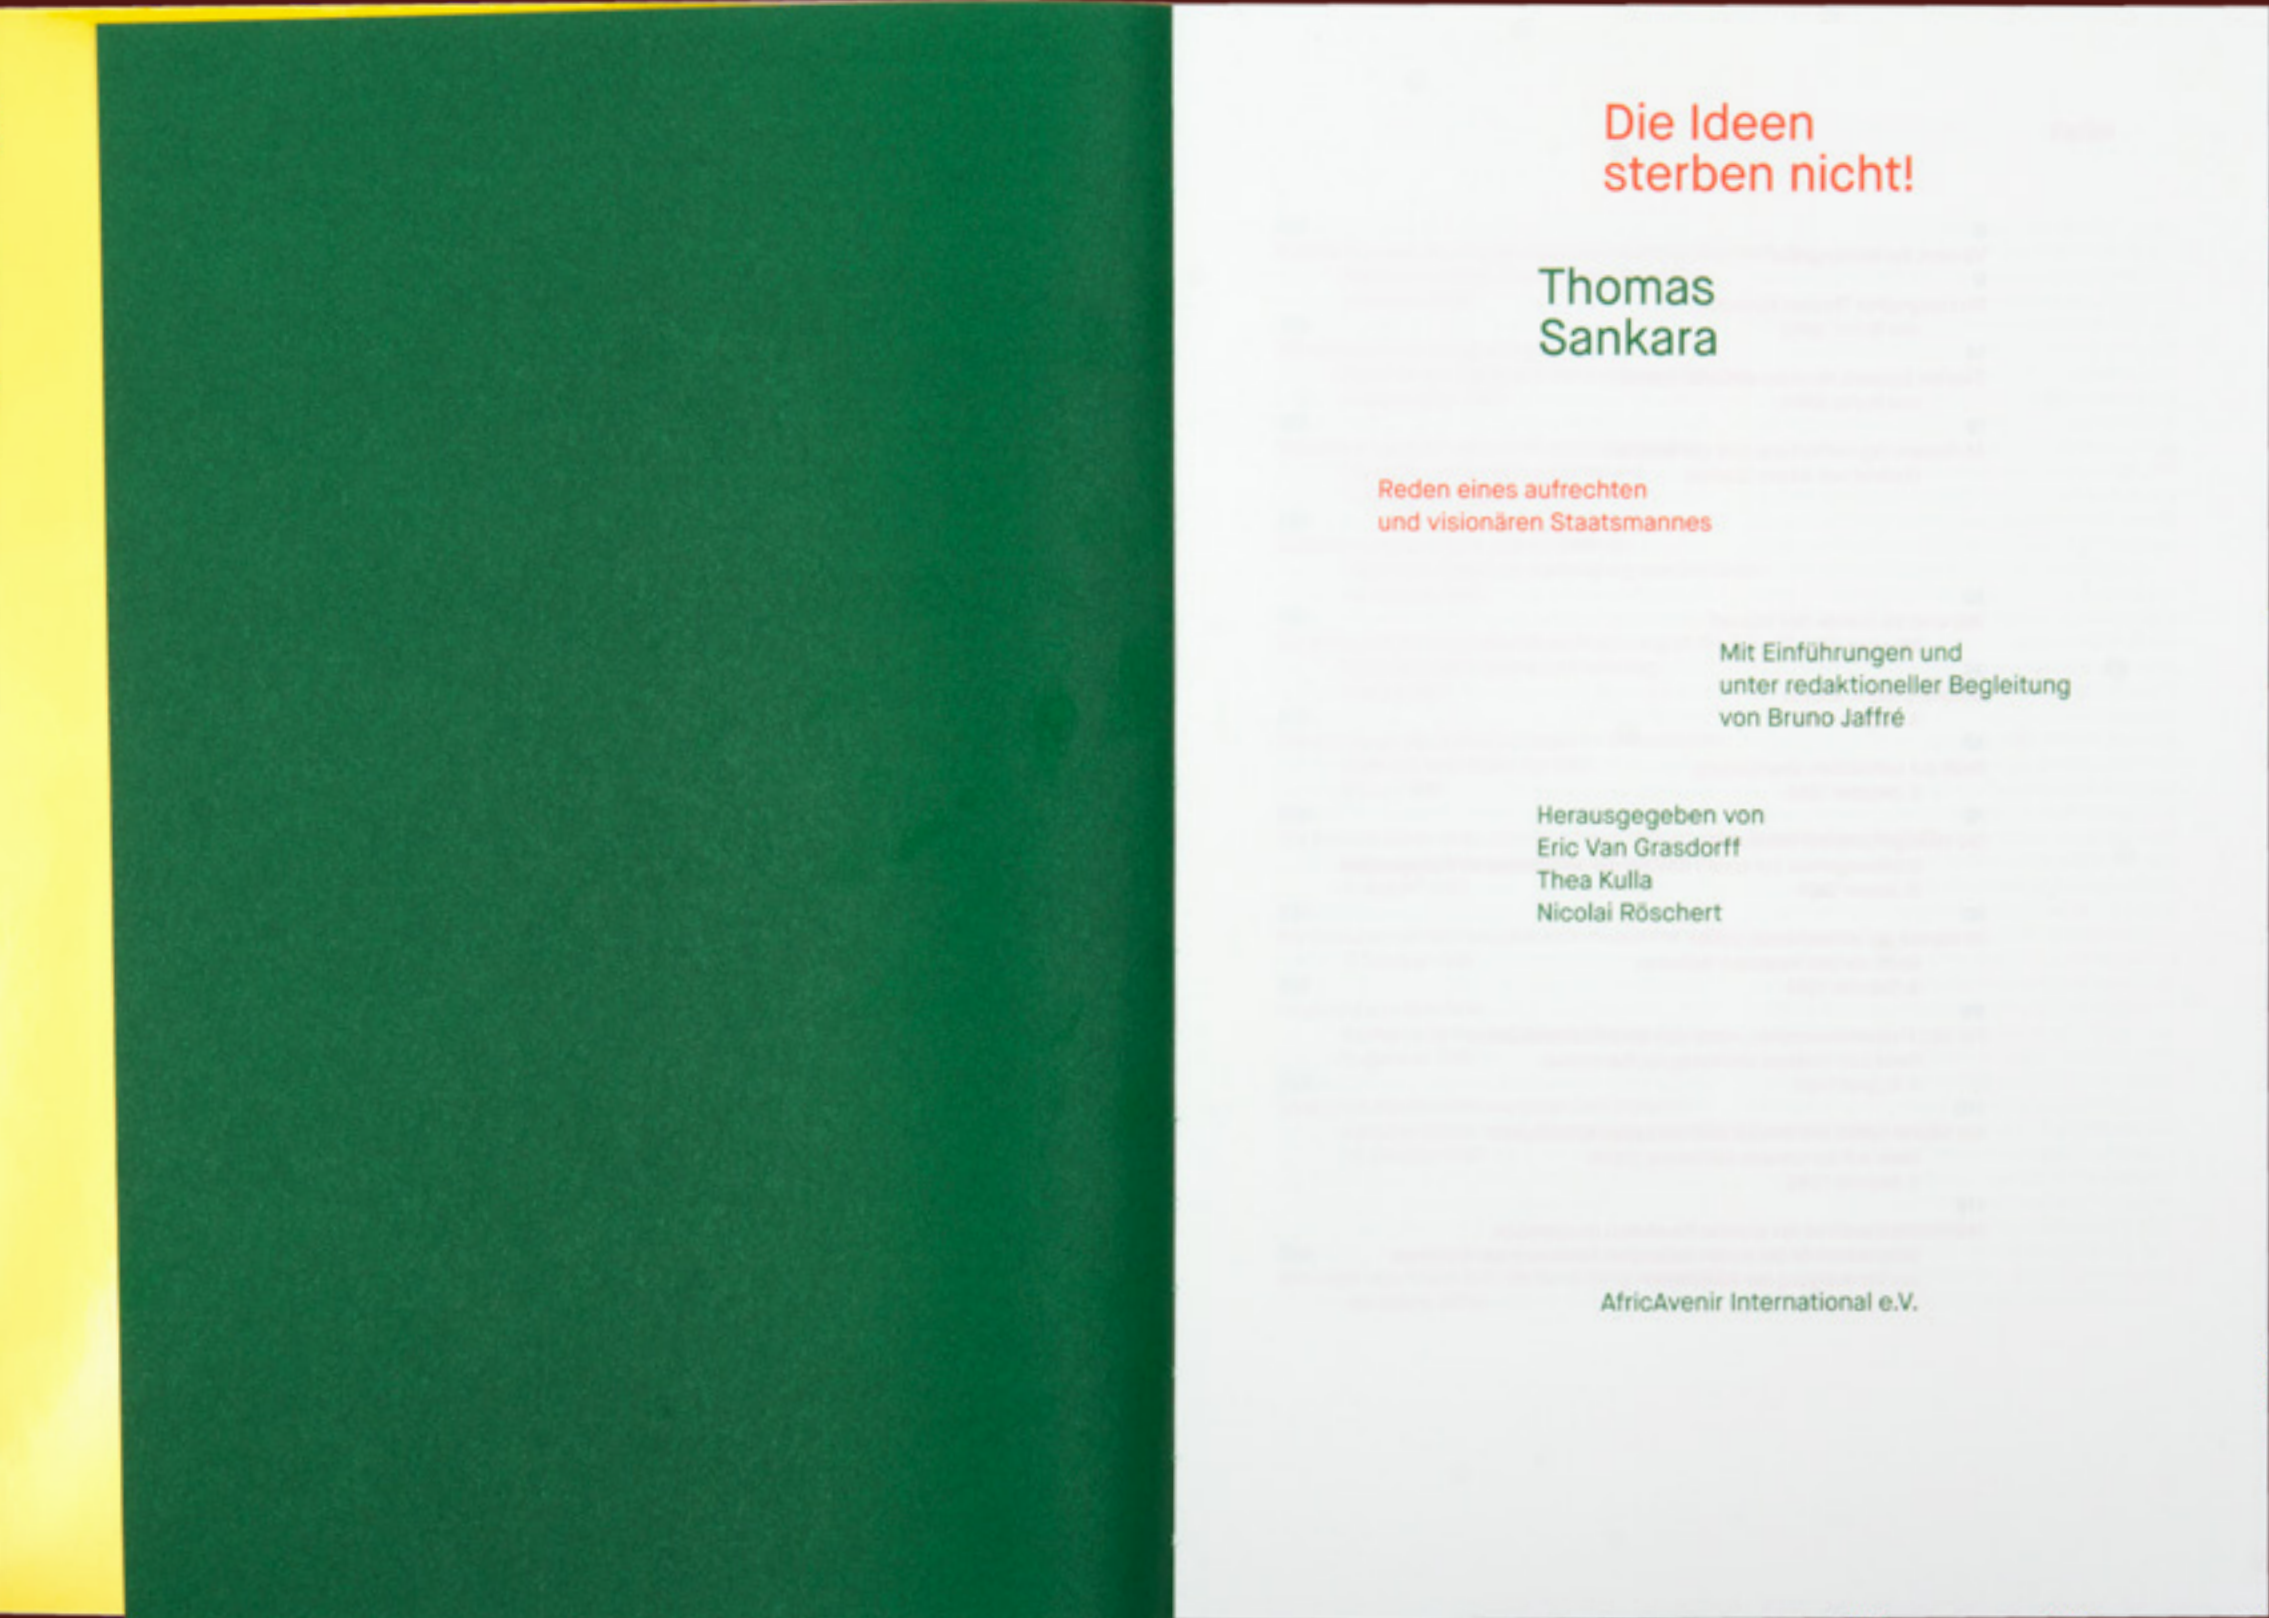 Die Ideen
sterben nicht!
Thomas
Sankara
Reden eines aufrechten
und visionären Staatsmannes
Mit Einführungen und
unter redaktioneller Begleitung
von Bruno Jaffré
Herausgegeben von
Eric Van Grasdorff
Thea Kulla
Nicolai Röschert
AfricAvenir International e.V.